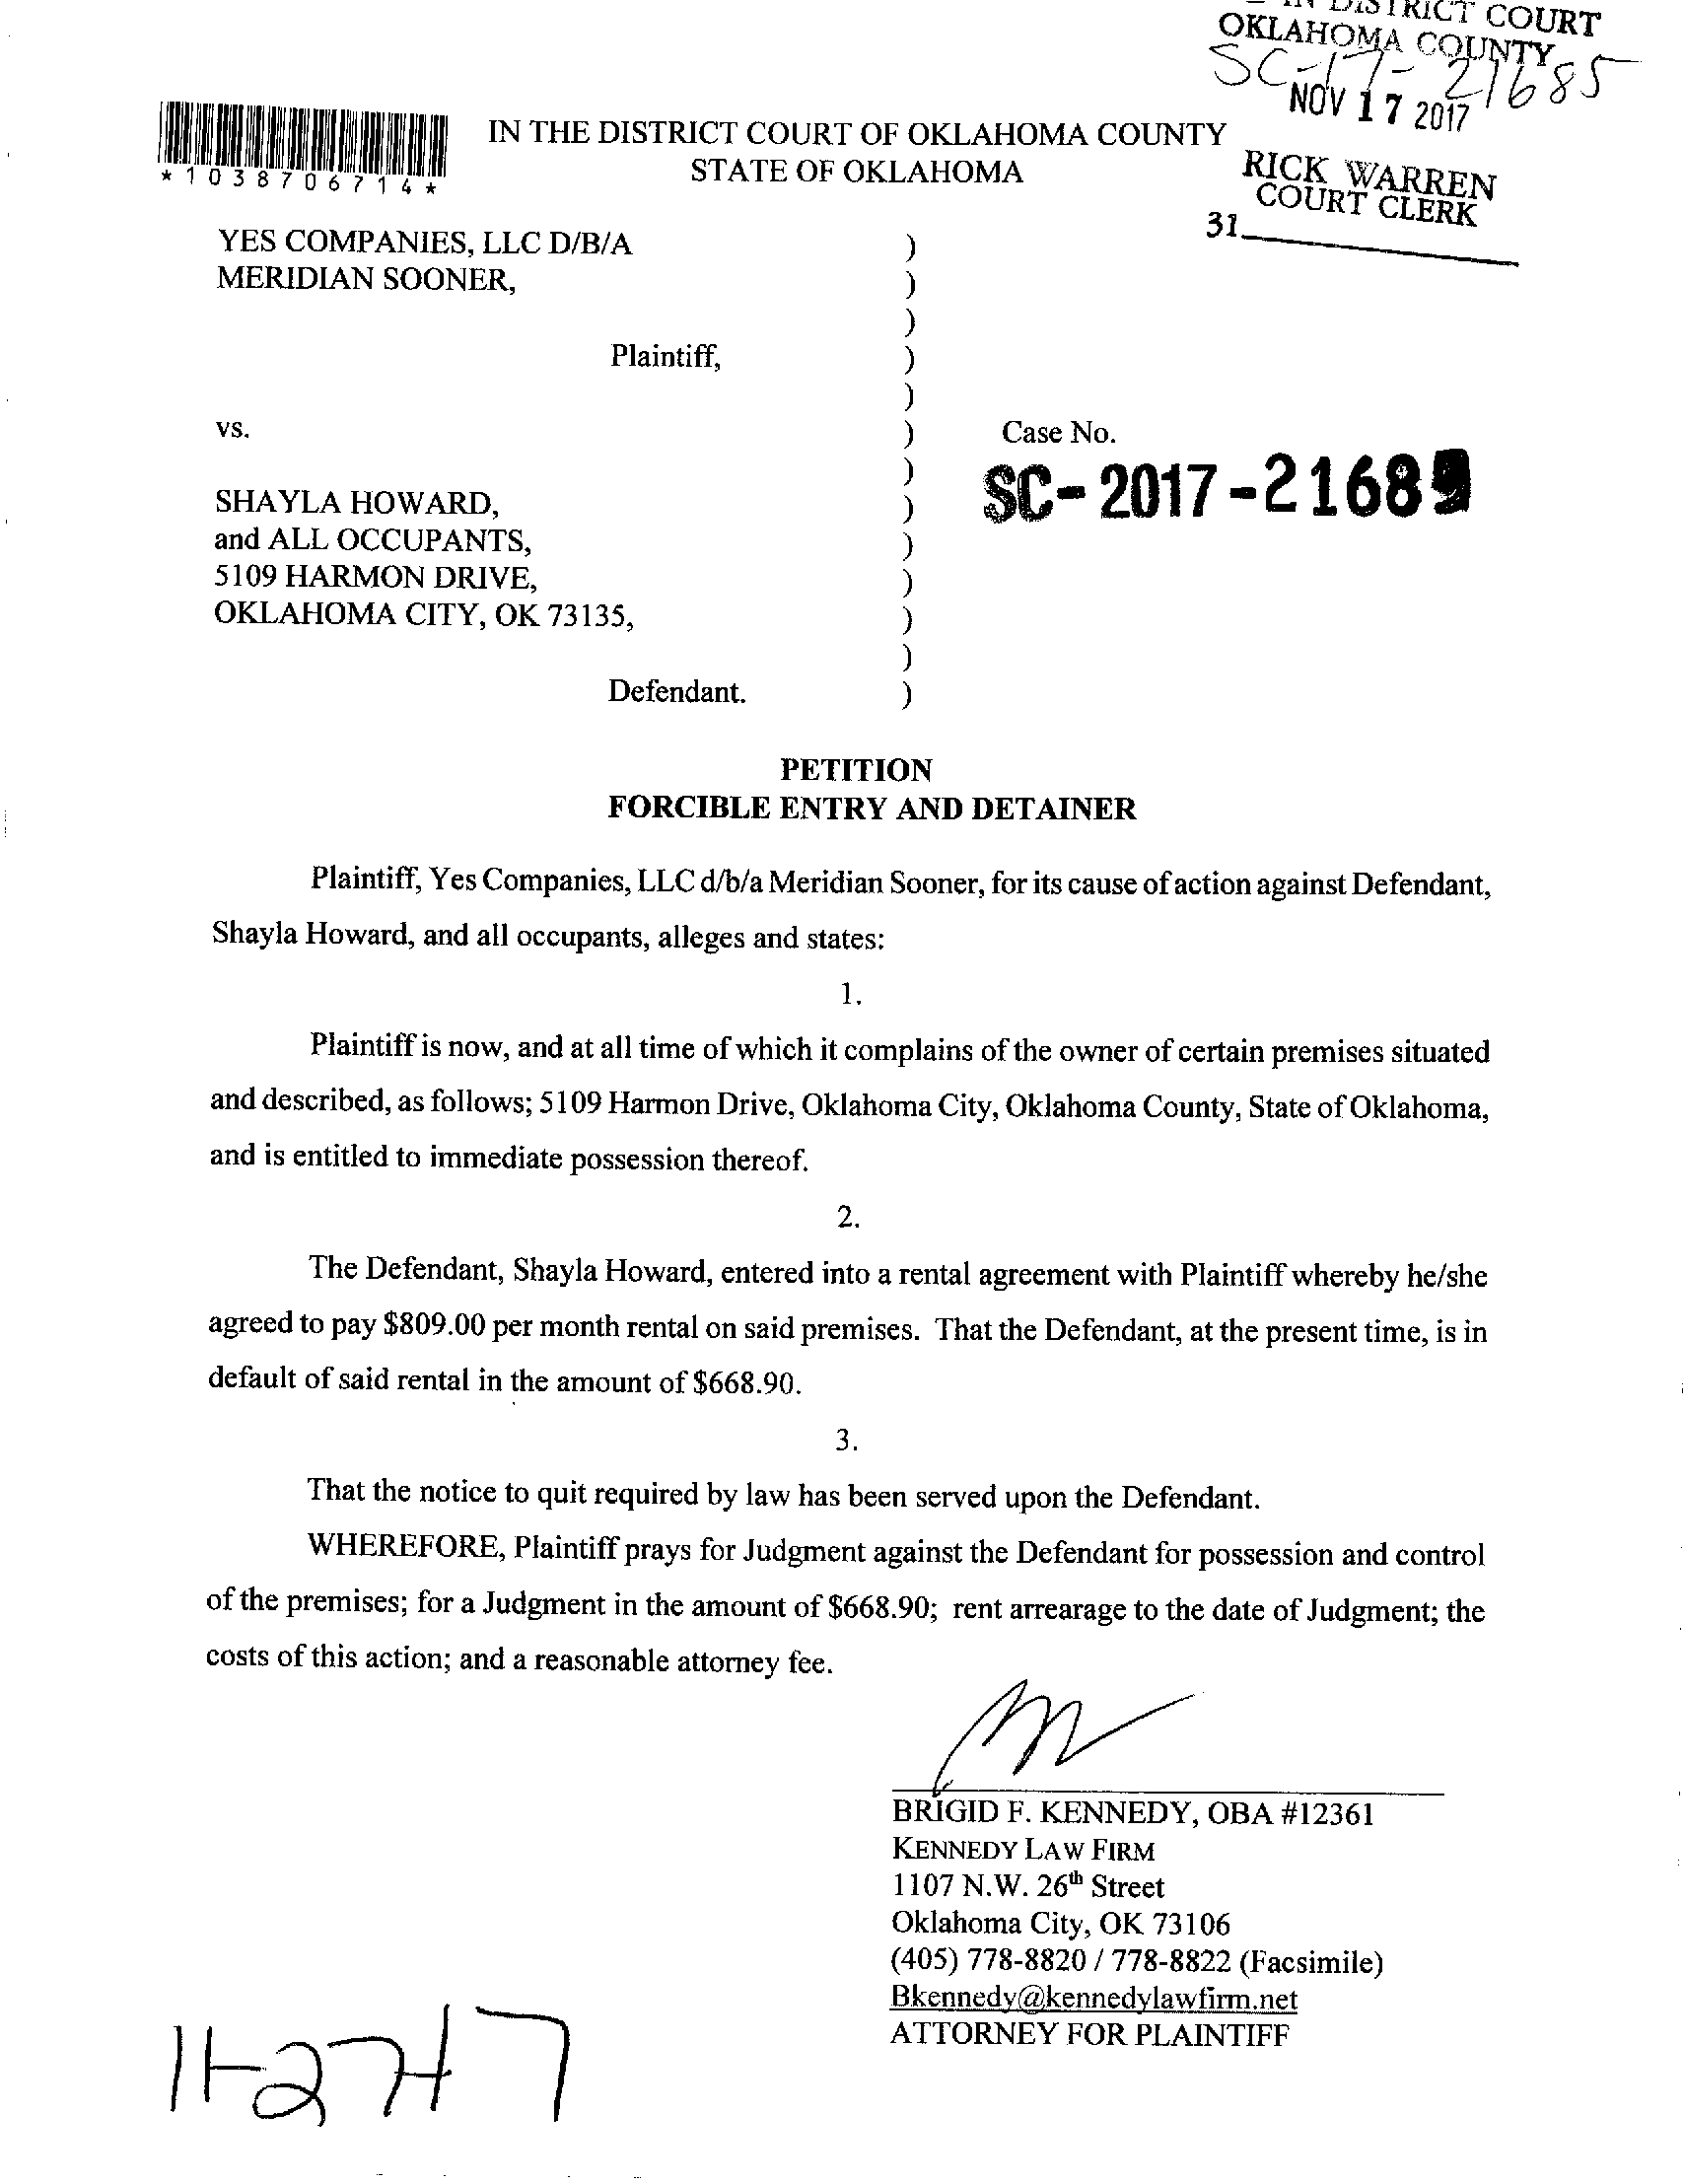 IN DISTRICT COURT
OKLAHOMA COUNTY
SC-17-21685
NOV 17 2017
RICK WARREN
COURT CLERK
31
*1038706714*
IN THE DISTRICT COURT OF OKLAHOMA COUNTY
STATE OF OKLAHOMA
YES COMPANIES, LLC D/B/A )
MERIDIAN SOONER, )
)
Plaintiff, )
)
vs. ) Case No.
) SC-2017-2168
SHAYLA HOWARD, )
and ALL OCCUPANTS, )
5109 HARMON DRIVE, )
OKLAHOMA CITY, OK 73135, )
)
Defendant. )
PETITION
FORCIBLE ENTRY AND DETAINER
Plaintiff, Yes Companies, LLC d/b/a Meridian Sooner, for its cause of action against Defendant,
Shayla Howard, and all occupants, alleges and states:
1.
Plaintiff is now, and at all time of which it complains of the owner of certain premises situated
and described, as follows; 5109 Harmon Drive, Oklahoma City, Oklahoma County, State of Oklahoma,
and is entitled to immediate possession thereof.
2.
The Defendant, Shayla Howard, entered into a rental agreement with Plaintiff whereby he/she
agreed to pay $809.00 per month rental on said premises. That the Defendant, at the present time, is in
default of said rental in the amount of $668.90.
3.
That the notice to quit required by law has been served upon the Defendant.
WHEREFORE, Plaintiff prays for Judgment against the Defendant for possession and control
of the premises; for a Judgment in the amount of $668.90; rent arrearage to the date of Judgment; the
costs of this action; and a reasonable attorney fee.
BRIGID F. KENNEDY, OBA #12361
KENNEDY LAW FIRM
1107 N.W. 26th Street
Oklahoma City, OK 73106
(405) 778-8820 / 778-8822 (Facsimile)
Bkennedy@kennedylawfirm.net
ATTORNEY FOR PLAINTIFF
11-27-17